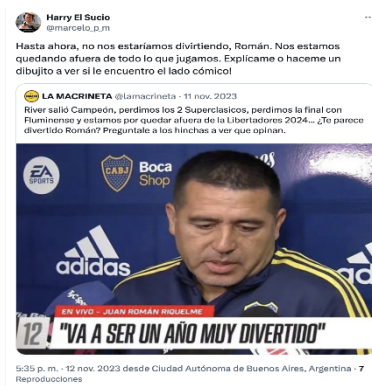 Harry El Sucio
@marcelo_p_m
Hasta ahora, no nos estaríamos divirtiendo, Román. Nos estamos
quedando afuera de todo lo que jugamos. Explícame o haceme un
dibujito a ver si le encuentro el lado cómico!
LA MACRINETA @lamacrineta · 11 nov. 2023
River salió Campeón, perdimos los 2 Superclasicos, perdimos la final con
Fluminense y estamos por quedar afuera de la Libertadores 2024... ¿Te parece
divertido Román? Preguntale a los hinchas a ver que opinan.
EA
SPORTS
CABJ
Boca
Shop
adidas
EN VIVO - JUAN ROMÁN RIQUELME
12
"VA A SER UN AÑO MUY DIVERTIDO"
5:35 p. m. · 12 nov. 2023 desde Ciudad Autónoma de Buenos Aires, Argentina · 7
Reproducciones